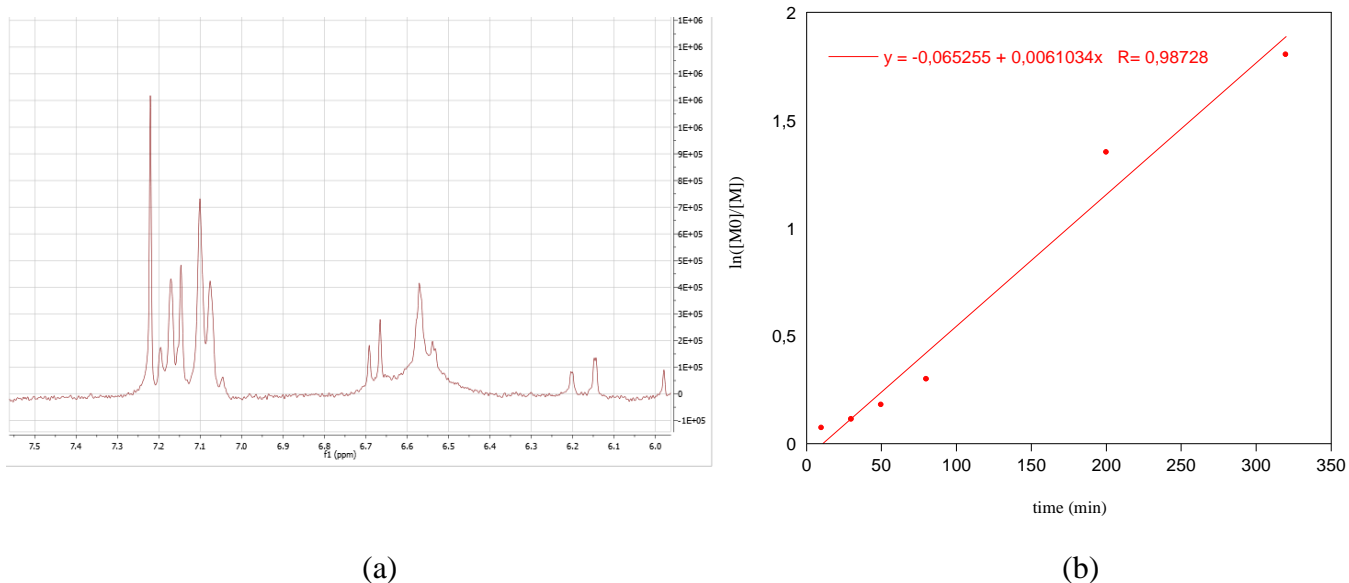 1E+06
1E+06
1E+06
1E+06
1E+06
9E+05
8E+05
7E+05
6E+05
5E+05
4E+05
3E+05
2E+05
1E+05
0
-1E+05
7.5 7.4 7.3 7.2 7.1 7.0 6.9 6.8 6.7 6.6 6.5 6.4 6.3 6.2 6.1 6.0
f1 (ppm)
(a)
y = -0,065255 + 0,0061034x R= 0,98728
2
1,5
1
0,5
0
ln([M0]/[M])
0 50 100 150 200 250 300 350
time (min)
(b)